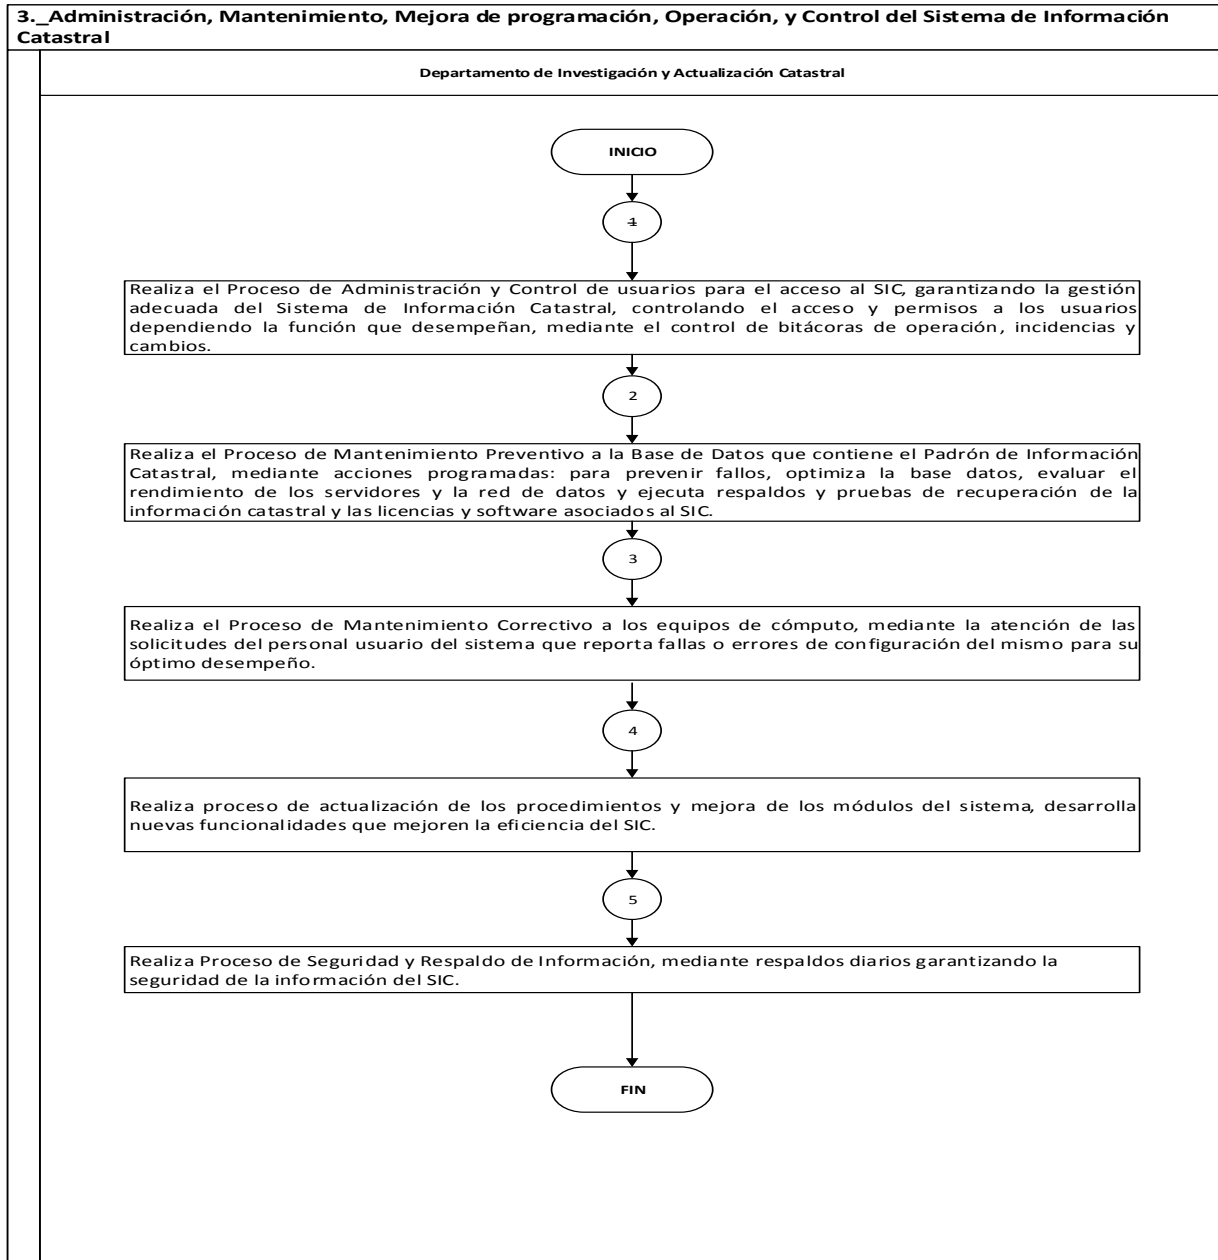 3._Administración, Mantenimiento, Mejora de programación, Operación, y Control del Sistema de Información
Catastral
Departamento de Investigación y Actualización Catastral
INICIO
1
Realiza el Proceso de Administración y Control de usuarios para el acceso al SIC, garantizando la gestión
adecuada del Sistema de Información Catastral, controlando el acceso y permisos a los usuarios
dependiendo la función que desempeñan, mediante el control de bitácoras de operación, incidencias y
cambios.
2
Realiza el Proceso de Mantenimiento Preventivo a la Base de Datos que contiene el Padrón de Información
Catastral, mediante acciones programadas: para prevenir fallos, optimiza la base datos, evaluar el
rendimiento de los servidores y la red de datos y ejecuta respaldos y pruebas de recuperación de la
información catastral y las licencias y software asociados al SIC.
3
Realiza el Proceso de Mantenimiento Correctivo a los equipos de cómputo, mediante la atención de las
solicitudes del personal usuario del sistema que reporta fallas o errores de configuración del mismo para su
óptimo desempeño.
4
Realiza proceso de actualización de los procedimientos y mejora de los módulos del sistema, desarrolla
nuevas funcionalidades que mejoren la eficiencia del SIC.
5
Realiza Proceso de Seguridad y Respaldo de Información, mediante respaldos diarios garantizando la
seguridad de la información del SIC.
FIN